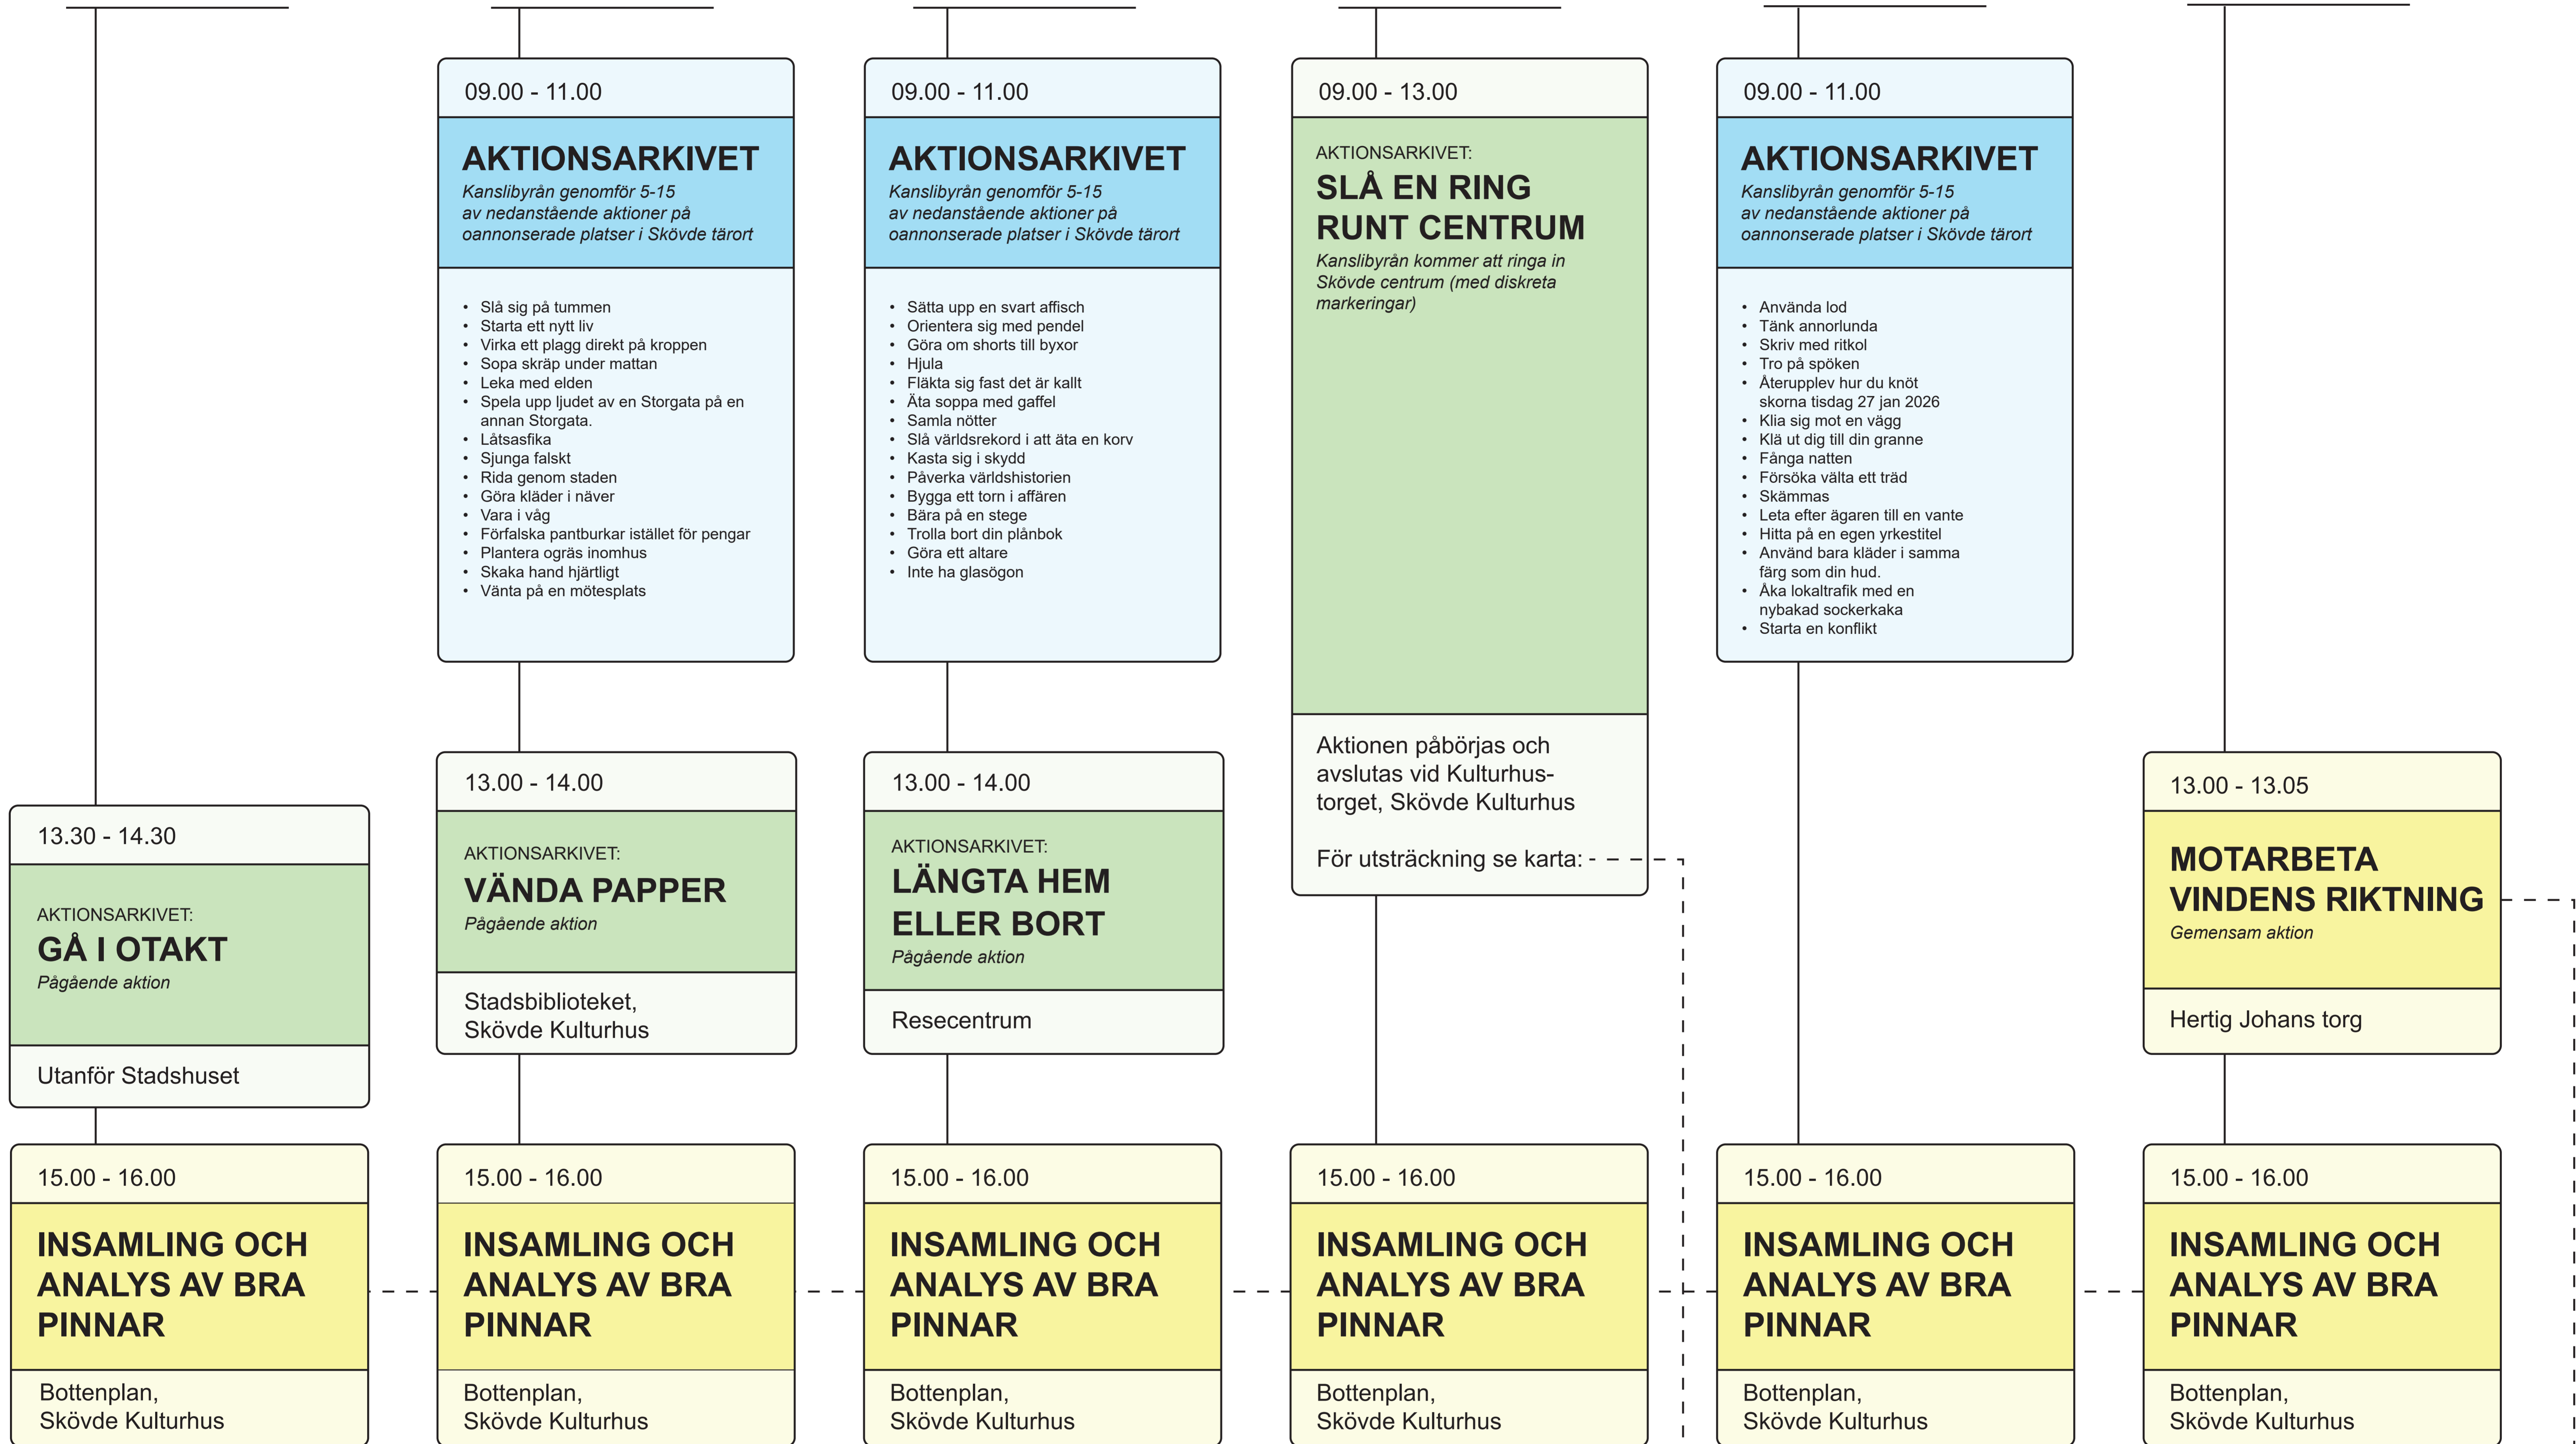 13.30 - 14.30
AKTIONSARKIVET:
GÅ I OTAKT
Pågående aktion
Utanför Stadshuset
15.00 - 16.00
INSAMLING OCH
ANALYS AV BRA
PINNAR
Bottenplan,
Skövde Kulturhus
09.00 - 11.00
AKTIONSARKIVET
Kanslibyrån genomför 5-15
av nedanstående aktioner på
oannonserade platser i Skövde tärort
• Slå sig på tummen
• Starta ett nytt liv
• Virka ett plagg direkt på kroppen
• Sopa skräp under mattan
• Leka med elden
• Spela upp ljudet av en Storgata på en
annan Storgata.
• Låtsasfika
• Sjunga falskt
• Rida genom staden
• Göra kläder i näver
• Vara i våg
• Förfalska pantburkar istället för pengar
• Plantera ogräs inomhus
• Skaka hand hjärtligt
• Vänta på en mötesplats
13.00 - 14.00
AKTIONSARKIVET:
VÄNDA PAPPER
Pågående aktion
Stadsbiblioteket,
Skövde Kulturhus
15.00 - 16.00
INSAMLING OCH
ANALYS AV BRA
PINNAR
Bottenplan,
Skövde Kulturhus
09.00 - 11.00
AKTIONSARKIVET
Kanslibyrån genomför 5-15
av nedanstående aktioner på
oannonserade platser i Skövde tärort
• Sätta upp en svart affisch
• Orientera sig med pendel
• Göra om shorts till byxor
• Hjula
• Fläkta sig fast det är kallt
• Äta soppa med gaffel
• Samla nötter
• Slå världsrekord i att äta en korv
• Kasta sig i skydd
• Påverka världshistorien
• Bygga ett torn i affären
• Bära på en stege
• Trolla bort din plånbok
• Göra ett altare
• Inte ha glasögon
13.00 - 14.00
AKTIONSARKIVET:
LÄNGTA HEM
ELLER BORT
Pågående aktion
Resecentrum
15.00 - 16.00
INSAMLING OCH
ANALYS AV BRA
PINNAR
Bottenplan,
Skövde Kulturhus
09.00 - 13.00
AKTIONSARKIVET:
SLÅ EN RING
RUNT CENTRUM
Kanslibyrån kommer att ringa in
Skövde centrum (med diskreta
markeringar)
Aktionen påbörjas och
avslutas vid Kulturhus-
torget, Skövde Kulturhus
För utsträckning se karta:
15.00 - 16.00
INSAMLING OCH
ANALYS AV BRA
PINNAR
Bottenplan,
Skövde Kulturhus
09.00 - 11.00
AKTIONSARKIVET
Kanslibyrån genomför 5-15
av nedanstående aktioner på
oannonserade platser i Skövde tärort
• Använda lod
• Tänk annorlunda
• Skriv med ritkol
• Tro på spöken
• Återupplev hur du knöt
skorna tisdag 27 jan 2026
• Klia sig mot en vägg
• Klä ut dig till din granne
• Fånga natten
• Försöka välta ett träd
• Skämmas
• Leta efter ägaren till en vante
• Hitta på en egen yrkestitel
• Använd bara kläder i samma
färg som din hud.
• Åka lokaltrafik med en
nybakad sockerkaka
• Starta en konflikt
15.00 - 16.00
INSAMLING OCH
ANALYS AV BRA
PINNAR
Bottenplan,
Skövde Kulturhus
13.00 - 13.05
MOTARBETA
VINDENS RIKTNING
Gemensam aktion
Hertig Johans torg
15.00 - 16.00
INSAMLING OCH
ANALYS AV BRA
PINNAR
Bottenplan,
Skövde Kulturhus